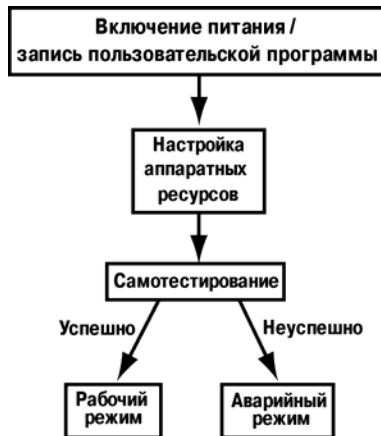 Включение питания /
запись пользовательской программы
Настройка
аппаратных
ресурсов
Самотестирование
Успешно
Неуспешно
Рабочий
режим
Аварийный
режим